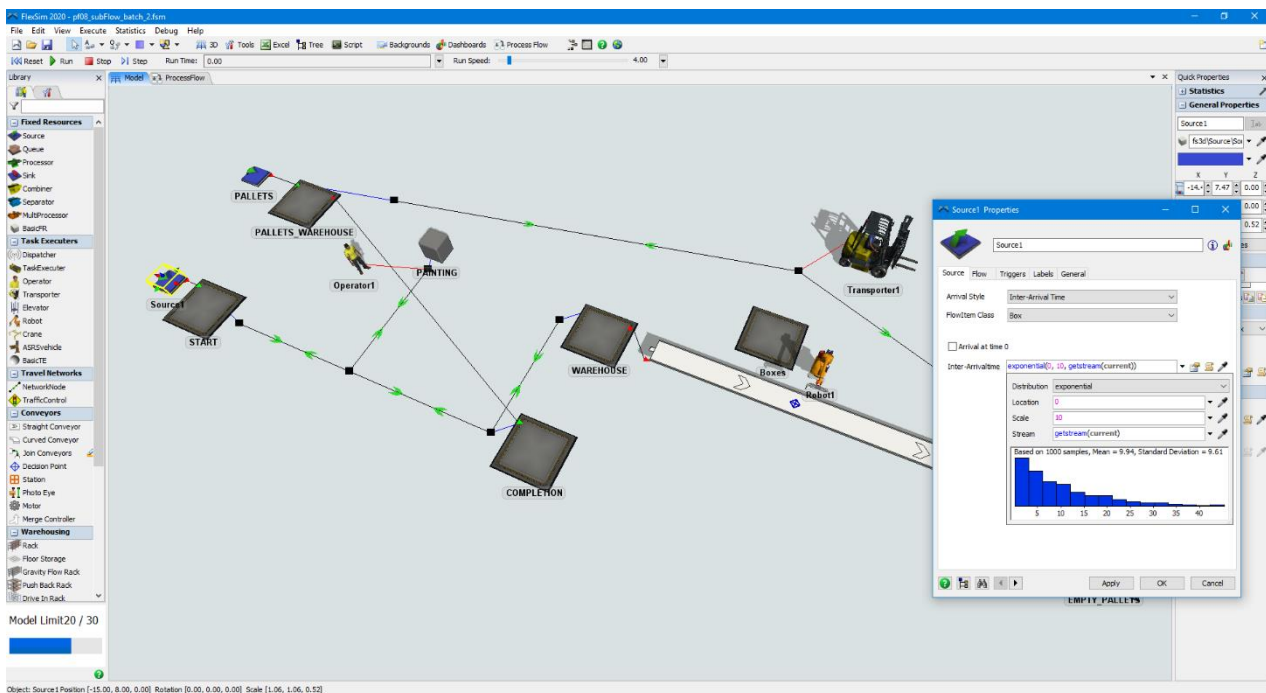 FlexSim 2020 - pf08_subFlow_batch_2.fsm
File Edit View Execute Statistics Debug Help
3D Tools Excel Tree Script Backgrounds Dashboards Process Flow
Reset Run Stop Step Run Time: 0.00 Run Speed: 4.00
Library
Model ProcessFlow
Quick Properties
Statistics
General Properties
Source1
X Y Z
7.47 0.00
0.00
0.52
Fixed Resources
Source
Queue
Processor
Sink
Combiner
Separator
MultiProcessor
BasicFR
Task Executers
Dispatcher
TaskExecuter
Operator
Transporter
Elevator
Robot
Crane
ASRSvehicle
BasicTE
Travel Networks
NetworkNode
TrafficControl
Conveyors
Straight Conveyor
Curved Conveyor
Join Conveyors
Decision Point
Station
Photo Eye
Motor
Merge Controller
Warehousing
Rack
Floor Storage
Gravity Flow Rack
Push Back Rack
Drive In Rack
Model Limit20 / 30
PALLETS
PALLETS_WAREHOUSE
Operator1
PAINTING
Source1
START
Transporter1
WAREHOUSE
Boxes
Robot1
COMPLETION
EMPTY_PALLETS
Source1 Properties
Source1
Source Flow Triggers Labels General
Arrival Style Inter-Arrival Time
FlowItem Class Box
Arrival at time 0
Inter-Arrivaltime exponential(0, 10, getstream(current))
Distribution exponential
Location 0
Scale 10
Stream getstream(current)
Based on 1000 samples, Mean = 9.94, Standard Deviation = 9.61
5 10 15 20 25 30 35 40
Apply OK Cancel
Object: Source1 Position [-15.00, 8.00, 0.00] Rotation [0.00, 0.00, 0.00] Scale [1.06, 1.06, 0.52]